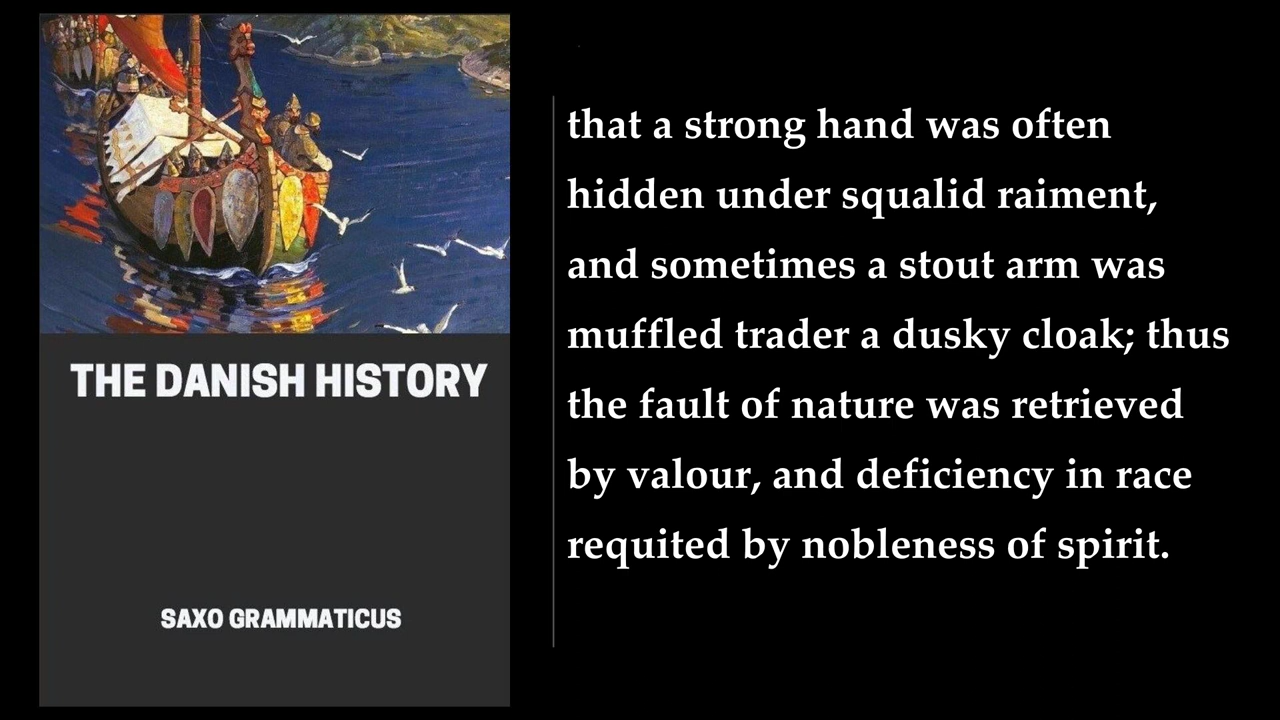 THE DANISH HISTORY
SAXO GRAMMATICUS
that a strong hand was often
hidden under squalid raiment,
and sometimes a stout arm was
muffled trader a dusky cloak; thus
the fault of nature was retrieved
by valour, and deficiency in race
requited by nobleness of spirit.